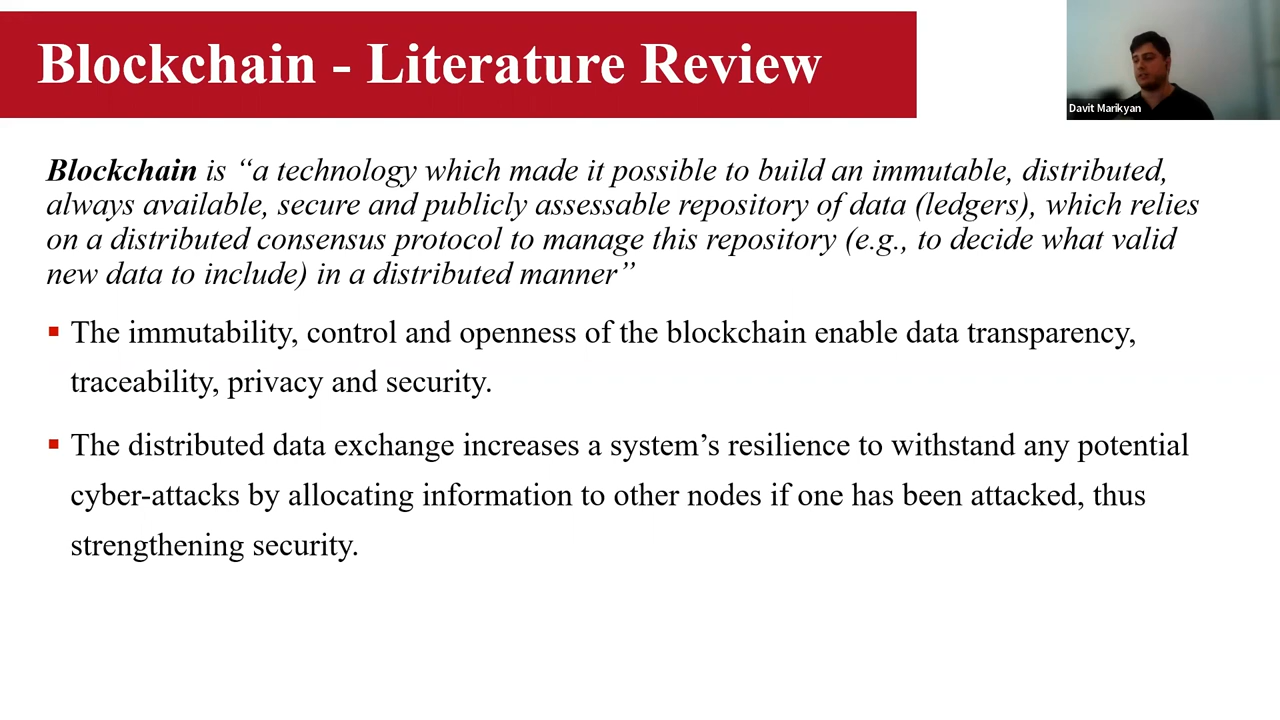 Blockchain - Literature Review
Davit Marikyan
Blockchain is “a technology which made it possible to build an immutable, distributed,
always available, secure and publicly assessable repository of data (ledgers), which relies
on a distributed consensus protocol to manage this repository (e.g., to decide what valid
new data to include) in a distributed manner”
▪ The immutability, control and openness of the blockchain enable data transparency,
traceability, privacy and security.
▪ The distributed data exchange increases a system’s resilience to withstand any potential
cyber-attacks by allocating information to other nodes if one has been attacked, thus
strengthening security.